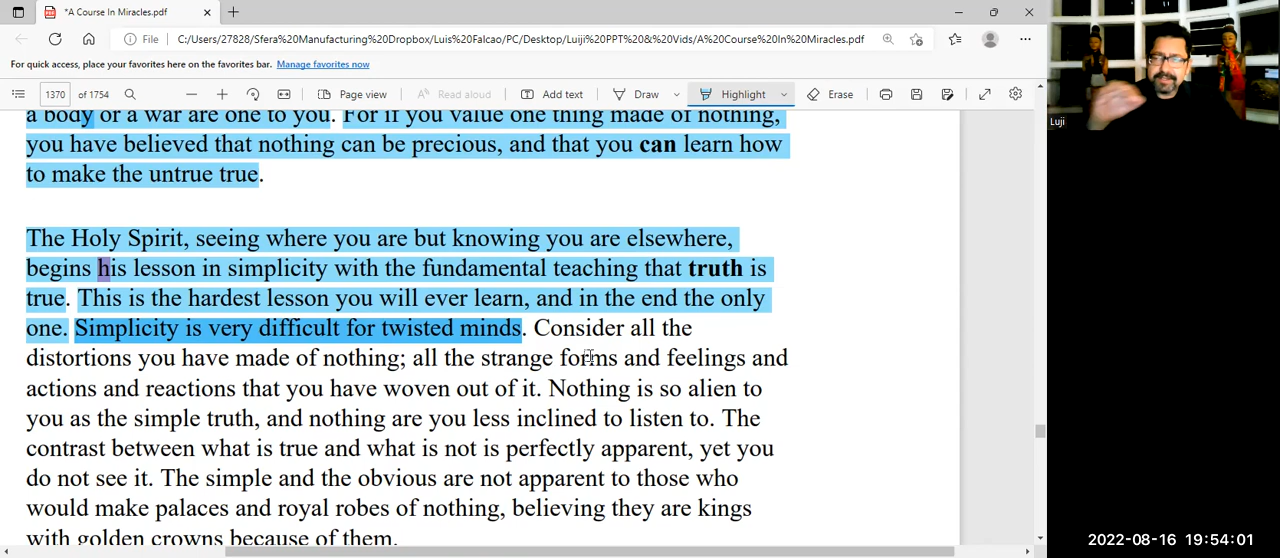 *A Course In Miracles.pdf
File
C:/Users/27828/Sfera%20Manufacturing%20Dropbox/Luis%20Falcao/PC/Desktop/Luiji%20PPT%20&%20Vids/A%20Course%20In%20Miracles.pdf
For quick access, place your favorites here on the favorites bar. Manage favorites now
1370 of 1754 Page view Read aloud Add text Draw Highlight Erase
a body or a war are one to you. For if you value one thing made of nothing,
you have believed that nothing can be precious, and that you can learn how
to make the untrue true.
The Holy Spirit, seeing where you are but knowing you are elsewhere,
begins his lesson in simplicity with the fundamental teaching that truth is
true. This is the hardest lesson you will ever learn, and in the end the only
one. Simplicity is very difficult for twisted minds. Consider all the
distortions you have made of nothing; all the strange forms and feelings and
actions and reactions that you have woven out of it. Nothing is so alien to
you as the simple truth, and nothing are you less inclined to listen to. The
contrast between what is true and what is not is perfectly apparent, yet you
do not see it. The simple and the obvious are not apparent to those who
would make palaces and royal robes of nothing, believing they are kings
with golden crowns because of them.
Luji
2022-08-16 19:54:01